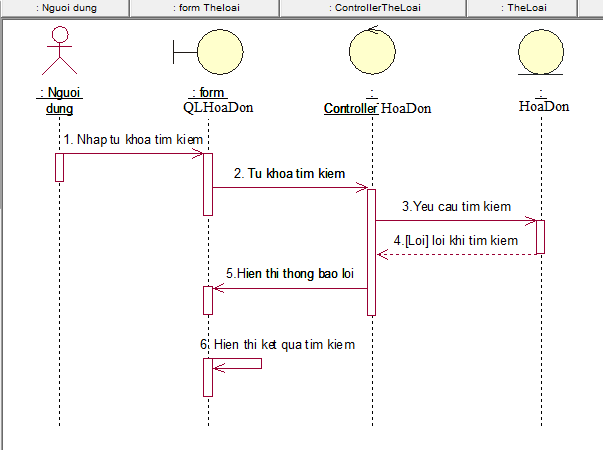 : Nguoi dung
: form Theloai
: ControllerTheLoai
: TheLoai
: Nguoi
dung
: form
QLHoaDon
:
Controller HoaDon
:
HoaDon
1. Nhap tu khoa tim kiem
2. Tu khoa tim kiem
3.Yeu cau tim kiem
4.[Loi] loi khi tim kiem
5.Hien thi thong bao loi
6. Hien thi ket qua tim kiem